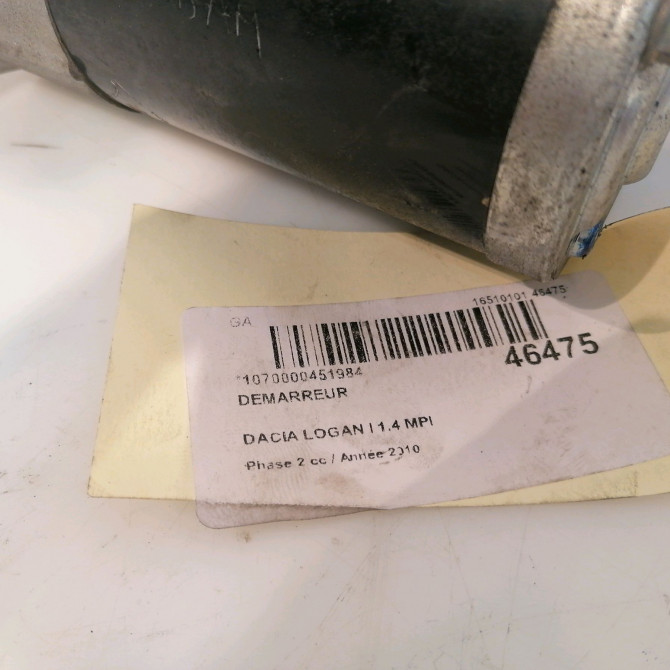 GA
16510101 46475
46475
*1070000451984
DEMARREUR
DACIA LOGAN I 1.4 MPI
Phase 2 cc / Année 2010